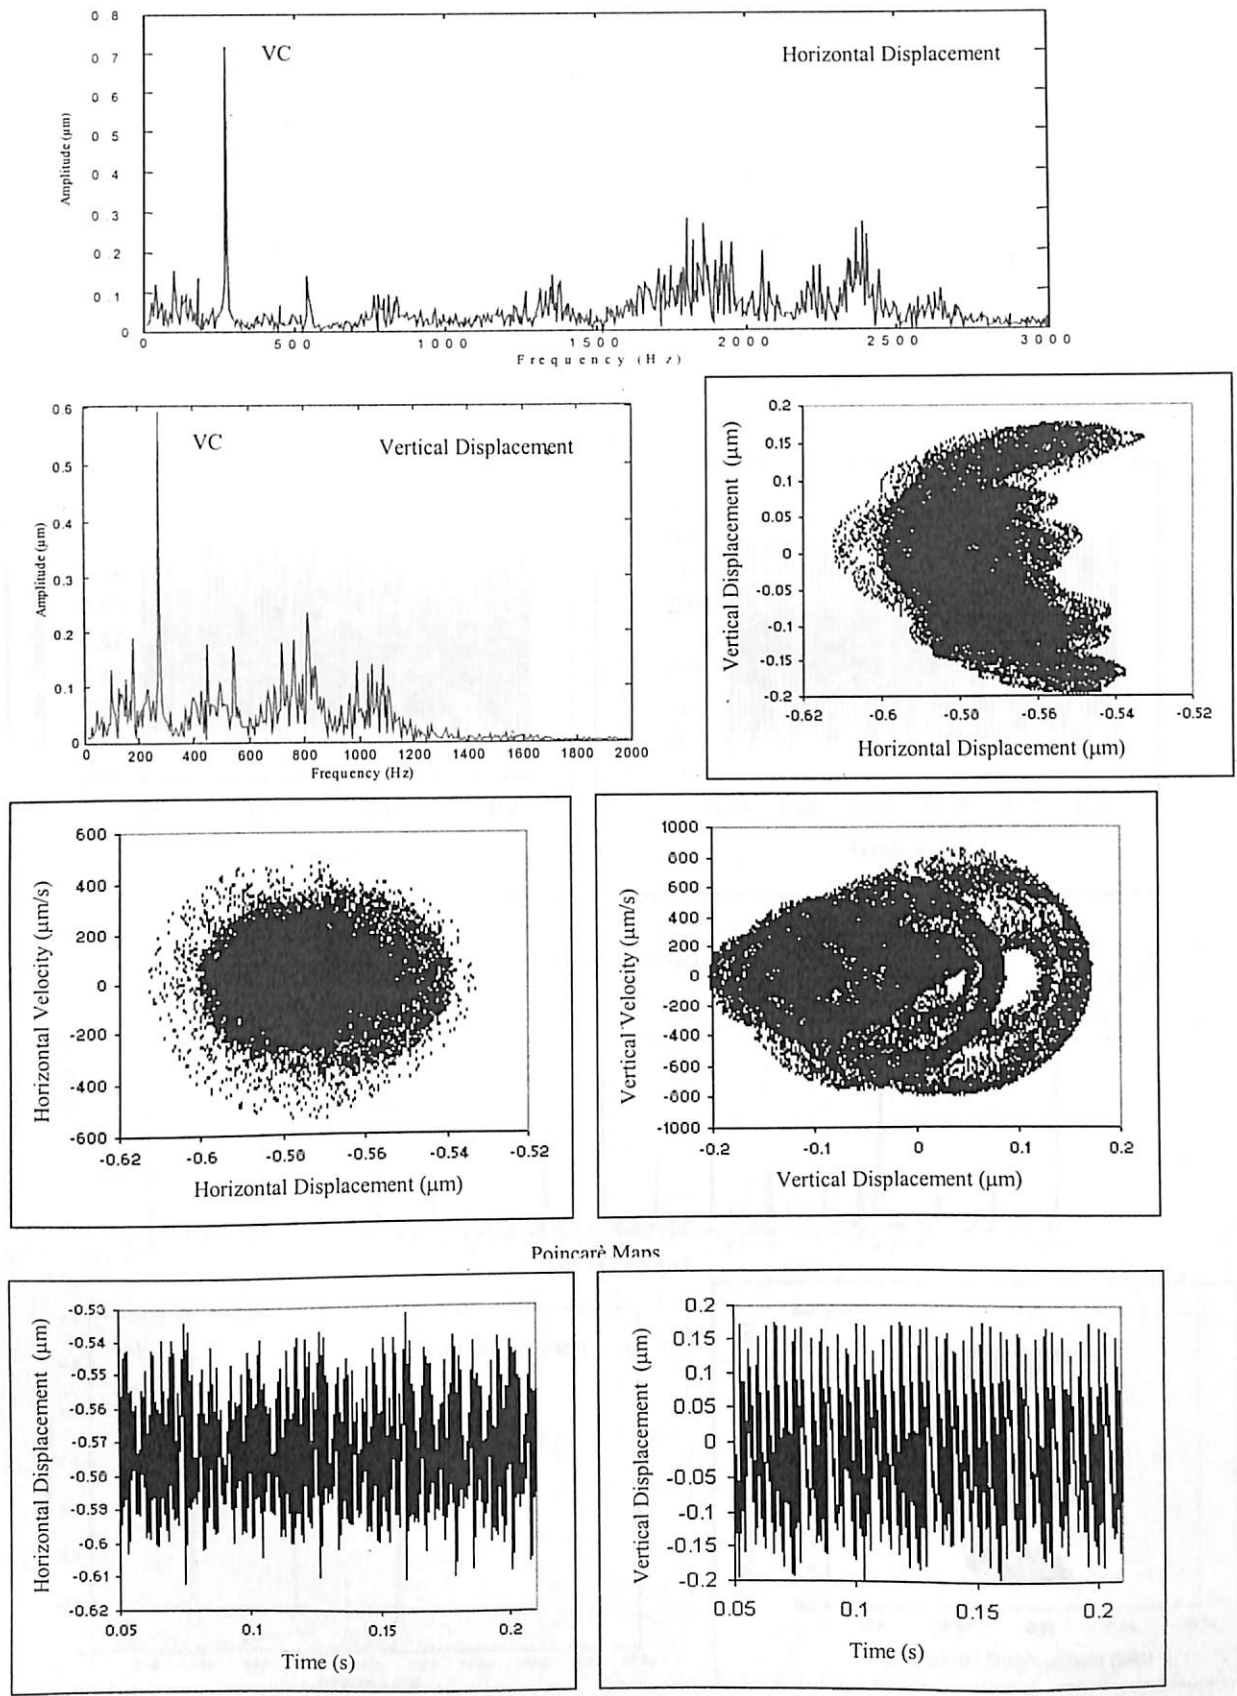 0.8
0.7
0.6
0.5
0.4
0.3
0.2
0.1
0
VC
Horizontal Displacement
Amplitude (μm)
0 500 1000 1500 2000 2500 3000
Frequency (Hz)
0.6
0.5
0.4
0.3
0.2
0.1
0
VC
Vertical Displacement
Amplitude (μm)
0 200 400 600 800 1000 1200 1400 1600 1800 2000
Frequency (Hz)
0.2
0.15
0.1
0.05
0
-0.05
-0.1
-0.15
-0.2
Vertical Displacement (μm)
-0.62 -0.6 -0.50 -0.56 -0.54 -0.52
Horizontal Displacement (μm)
600
400
200
0
-200
-400
-600
Horizontal Velocity (μm/s)
-0.62 -0.6 -0.50 -0.56 -0.54 -0.52
Horizontal Displacement (μm)
1000
800
600
400
200
0
-200
-400
-600
-800
-1000
Vertical Velocity (μm/s)
-0.2 -0.1 0 0.1 0.2
Vertical Displacement (μm)
Poincarè Maps
-0.53
-0.54
-0.55
-0.56
-0.57
-0.50
-0.59
-0.6
-0.61
-0.62
Horizontal Displacement (μm)
0.05 0.1 0.15 0.2
Time (s)
0.2
0.15
0.1
0.05
0
-0.05
-0.1
-0.15
-0.2
Vertical Displacement (μm)
0.05 0.1 0.15 0.2
Time (s)